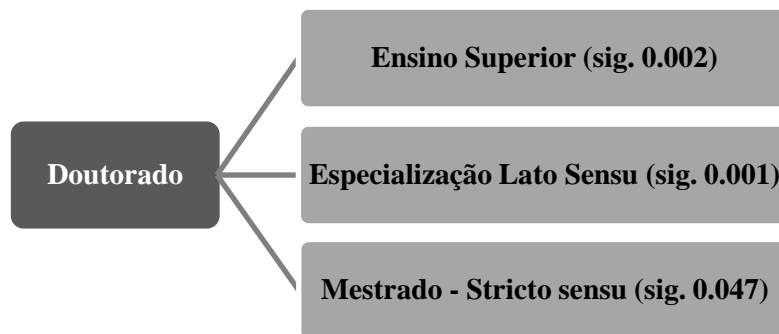 Doutorado
Ensino Superior (sig. 0.002)
Especialização Lato Sensu (sig. 0.001)
Mestrado - Stricto sensu (sig. 0.047)